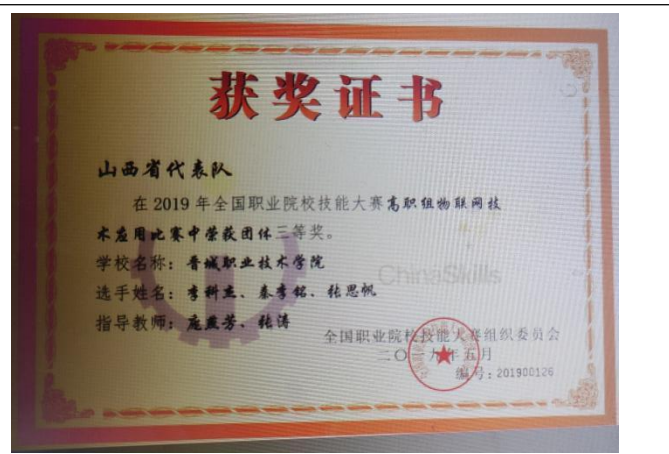 获奖证书
山西省代表队
在2019年全国职业院校技能大赛高职组物联网技
术应用比赛中荣获团体三等奖。
学校名称：晋城职业技术学院
选手姓名：李科杰、秦李铭、张思帆
指导教师：庞燕芳、张涛
ChinaSkills
全国职业院校技能大赛组织委员会
二〇一九年五月
编号：201900126